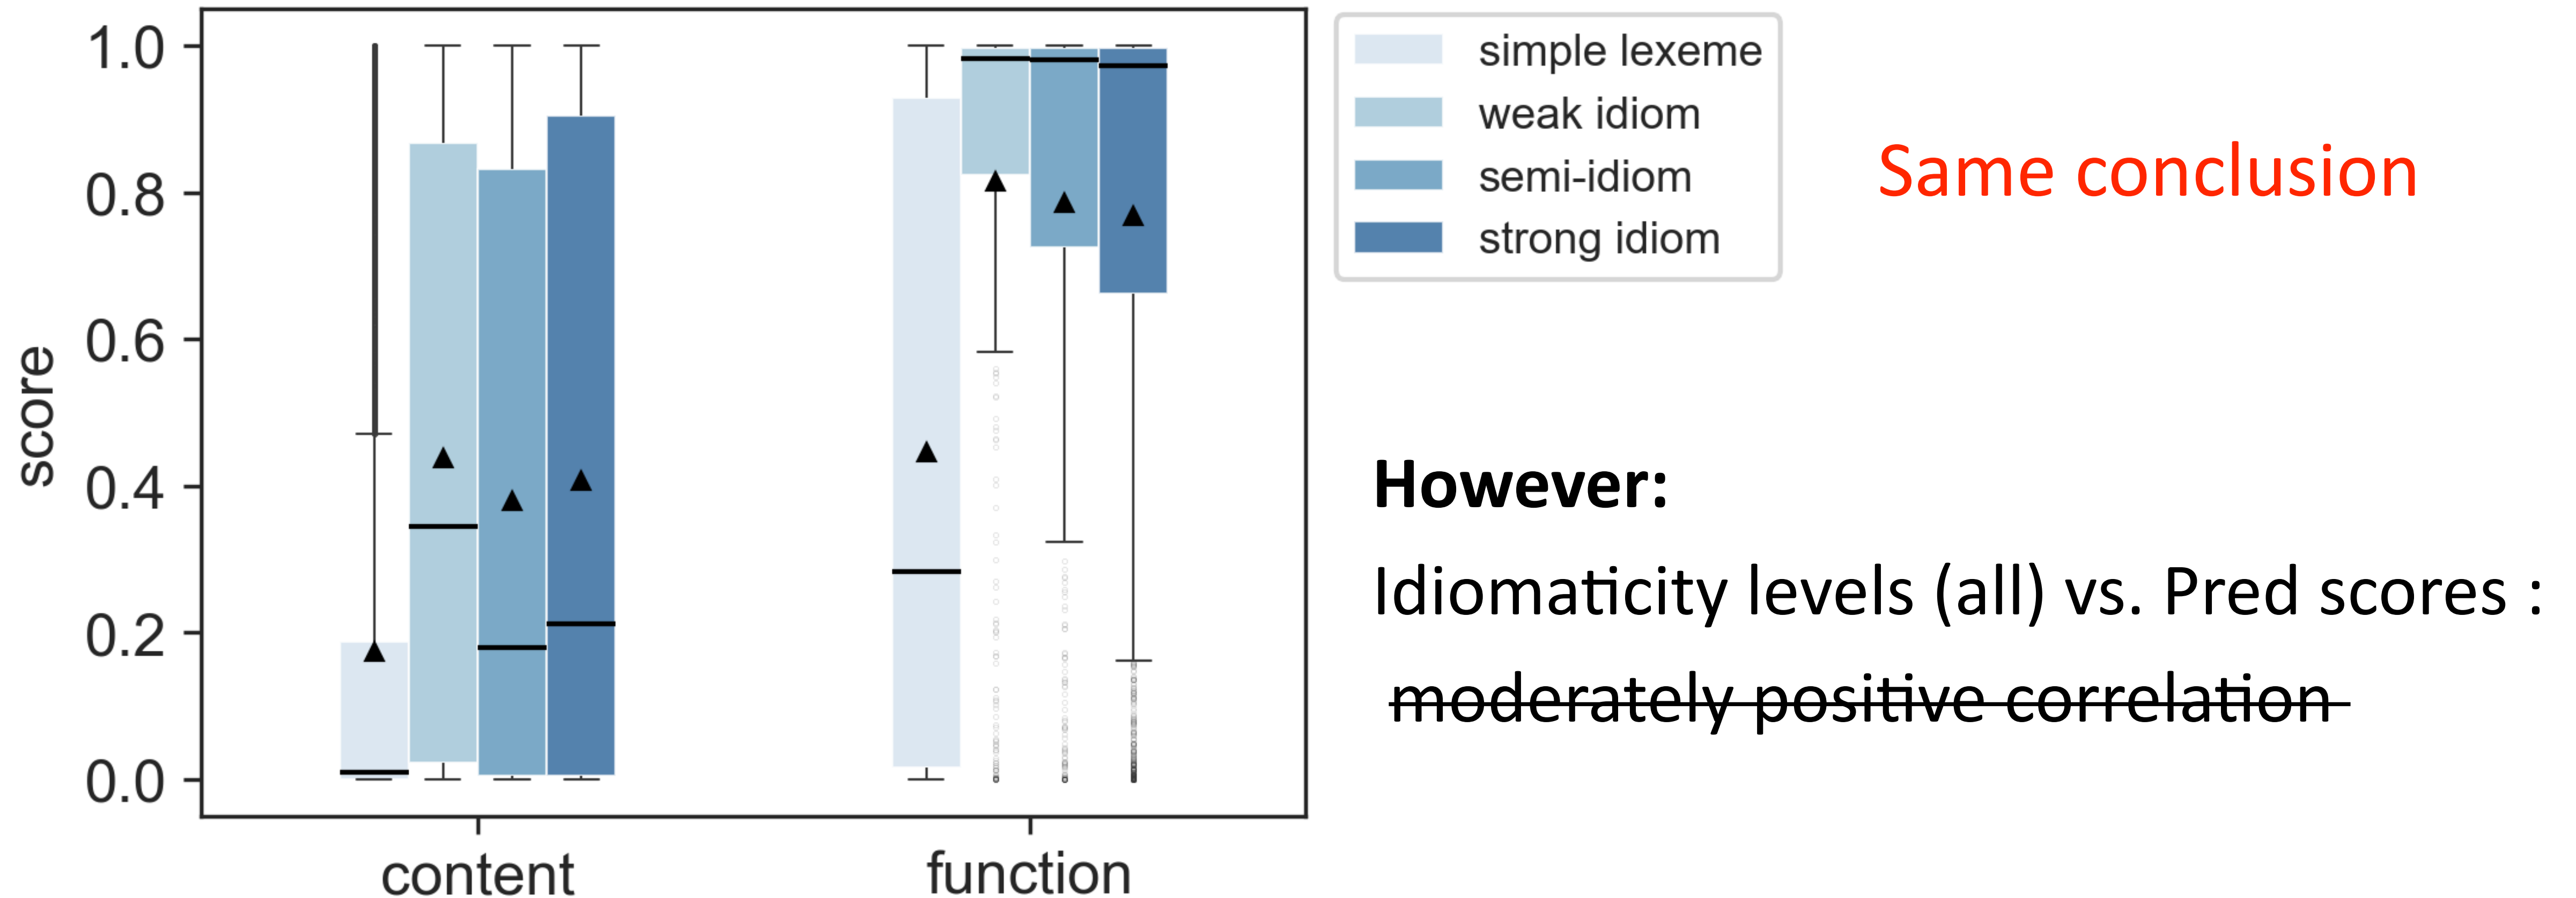 1.0
0.8
0.6
0.4
0.2
0.0
score
content
function
simple lexeme
weak idiom
semi-idiom
strong idiom
Same conclusion
However:
Idiomaticity levels (all) vs. Pred scores :
moderately positive correlation